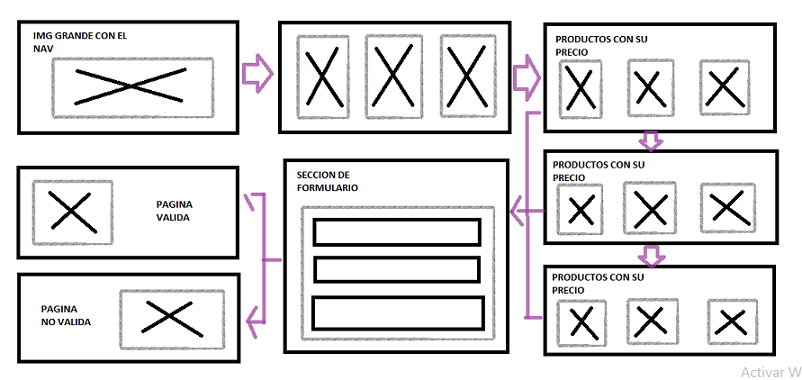 IMG GRANDE CON EL
NAV
PRODUCTOS CON SU
PRECIO
PRODUCTOS CON SU
PRECIO
SECCION DE
FORMULARIO
PAGINA
VALIDA
PRODUCTOS CON SU
PRECIO
PAGINA
NO VALIDA
Activar W